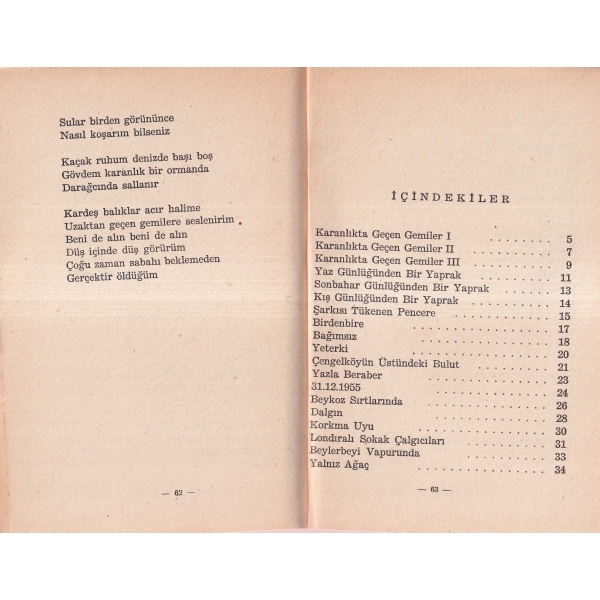 Sular birden görününce
Nasıl koşarım bilseniz
Kaçak ruhum denizde başı boş
Gövdem karanlık bir ormanda
Darağcında sallanır
Kardeş balıklar acır halime
Uzaktan geçen gemilere seslenirim
Beni de alın beni de alın
Düş içinde düş görürüm
Çoğu zaman sabahı beklemeden
Gerçektir öldüğüm
— 62 —
İÇİNDEKİLER
Karanlıkta Geçen Gemiler I ........ 5
Karanlıkta Geçen Gemiler II ........ 7
Karanlıkta Geçen Gemiler III ........ 9
Yaz Günlüğünden Bir Yaprak ........ 11
Sonbahar Günlüğünden Bir Yaprak ........ 13
Kış Günlüğünden Bir Yaprak ........ 14
Şarkısı Tükenen Pencere ........ 15
Birdenbire ........ 17
Bağımsız ........ 18
Yeterki ........ 20
Çengelköyün Üstündeki Bulut ........ 21
Yazla Beraber ........ 23
31.12.1955 ........ 24
Beykoz Sırtlarında ........ 26
Dalgın ........ 28
Korkma Uyu ........ 30
Londıralı Sokak Çalgıcıları ........ 31
Beylerbeyi Vapurunda ........ 33
Yalnız Ağaç ........ 34
— 63 —